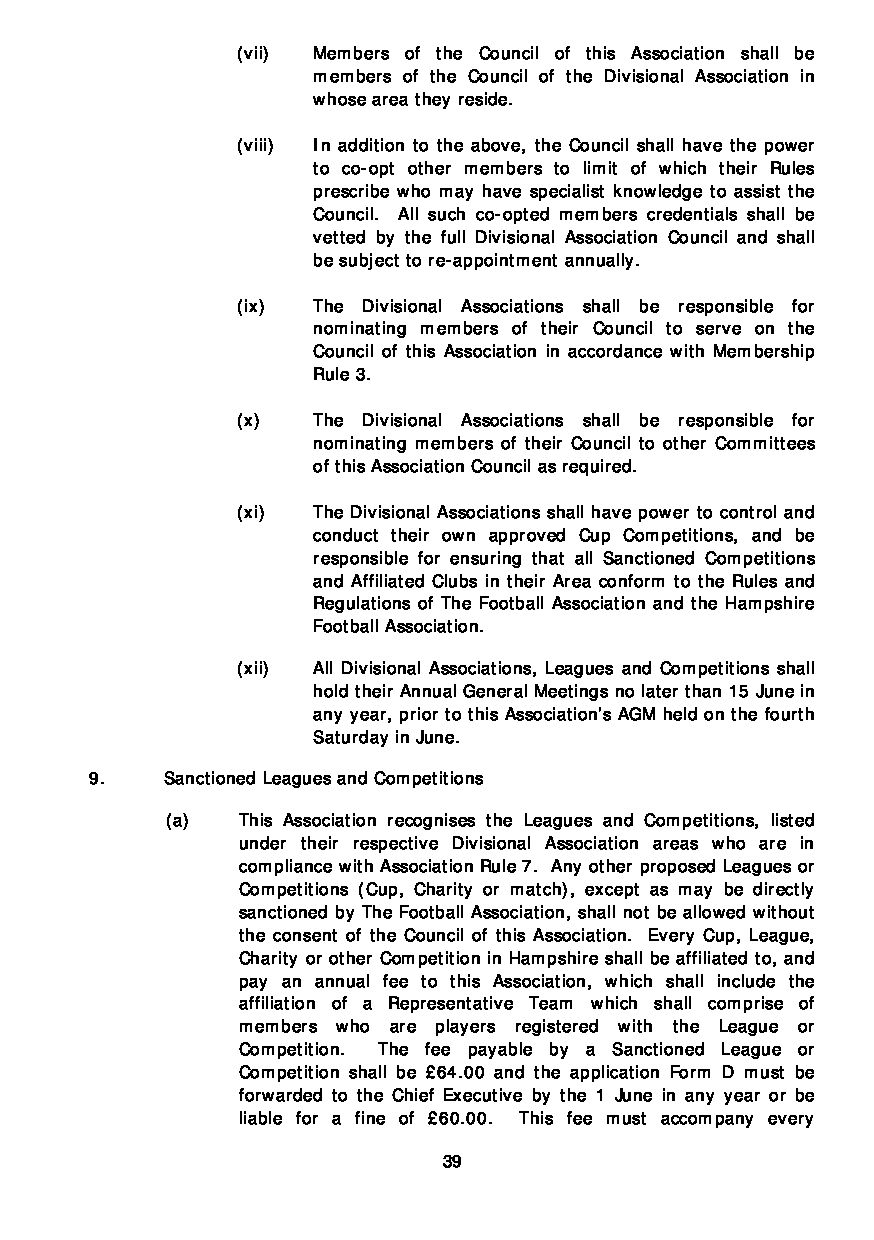 (vii) Members of the Council of this Association shall be
members of the Council of the Divisional Association in
whose area they reside.
(viii) In addition to the above, the Council shall have the power
to co-opt other members to limit of which their Rules
prescribe who may have specialist knowledge to assist the
Council. All such co-opted members credentials shall be
vetted by the full Divisional Association Council and shall
be subject to re-appointment annually.
(ix) The Divisional Associations shall be responsible for
nominating members of their Council to serve on the
Council of this Association in accordance with Membership
Rule 3.
(x) The Divisional Associations shall be responsible for
nominating members of their Council to other Committees
of this Association Council as required.
(xi) The Divisional Associations shall have power to control and
conduct their own approved Cup Competitions, and be
responsible for ensuring that all Sanctioned Competitions
and Affiliated Clubs in their Area conform to the Rules and
Regulations of The Football Association and the Hampshire
Football Association.
(xii) All Divisional Associations, Leagues and Competitions shall
hold their Annual General Meetings no later than 15 June in
any year, prior to this Association's AGM held on the fourth
Saturday in June.
9. Sanctioned Leagues and Competitions
(a) This Association recognises the Leagues and Competitions, listed
under their respective Divisional Association areas who are in
compliance with Association Rule 7. Any other proposed Leagues or
Competitions (Cup, Charity or match), except as may be directly
sanctioned by The Football Association, shall not be allowed without
the consent of the Council of this Association. Every Cup, League,
Charity or other Competition in Hampshire shall be affiliated to, and
pay an annual fee to this Association, which shall include the
affiliation of a Representative Team which shall comprise of
members who are players registered with the League or
Competition. The fee payable by a Sanctioned League or
Competition shall be £64.00 and the application Form D must be
forwarded to the Chief Executive by the 1 June in any year or be
liable for a fine of £60.00. This fee must accompany every
39